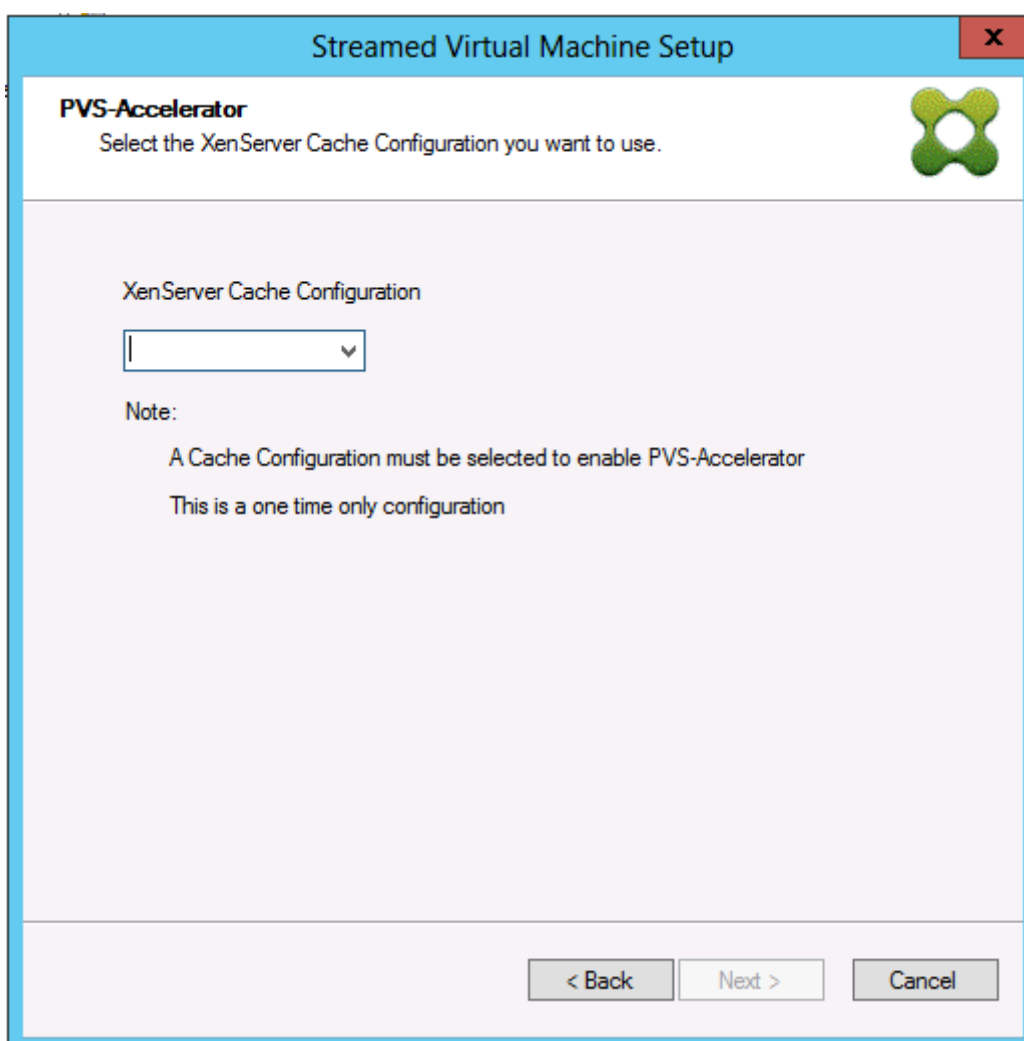 Streamed Virtual Machine Setup
x
PVS-Accelerator
Select the XenServer Cache Configuration you want to use.
XenServer Cache Configuration
Note:
A Cache Configuration must be selected to enable PVS-Accelerator
This is a one time only configuration
< Back
Next >
Cancel